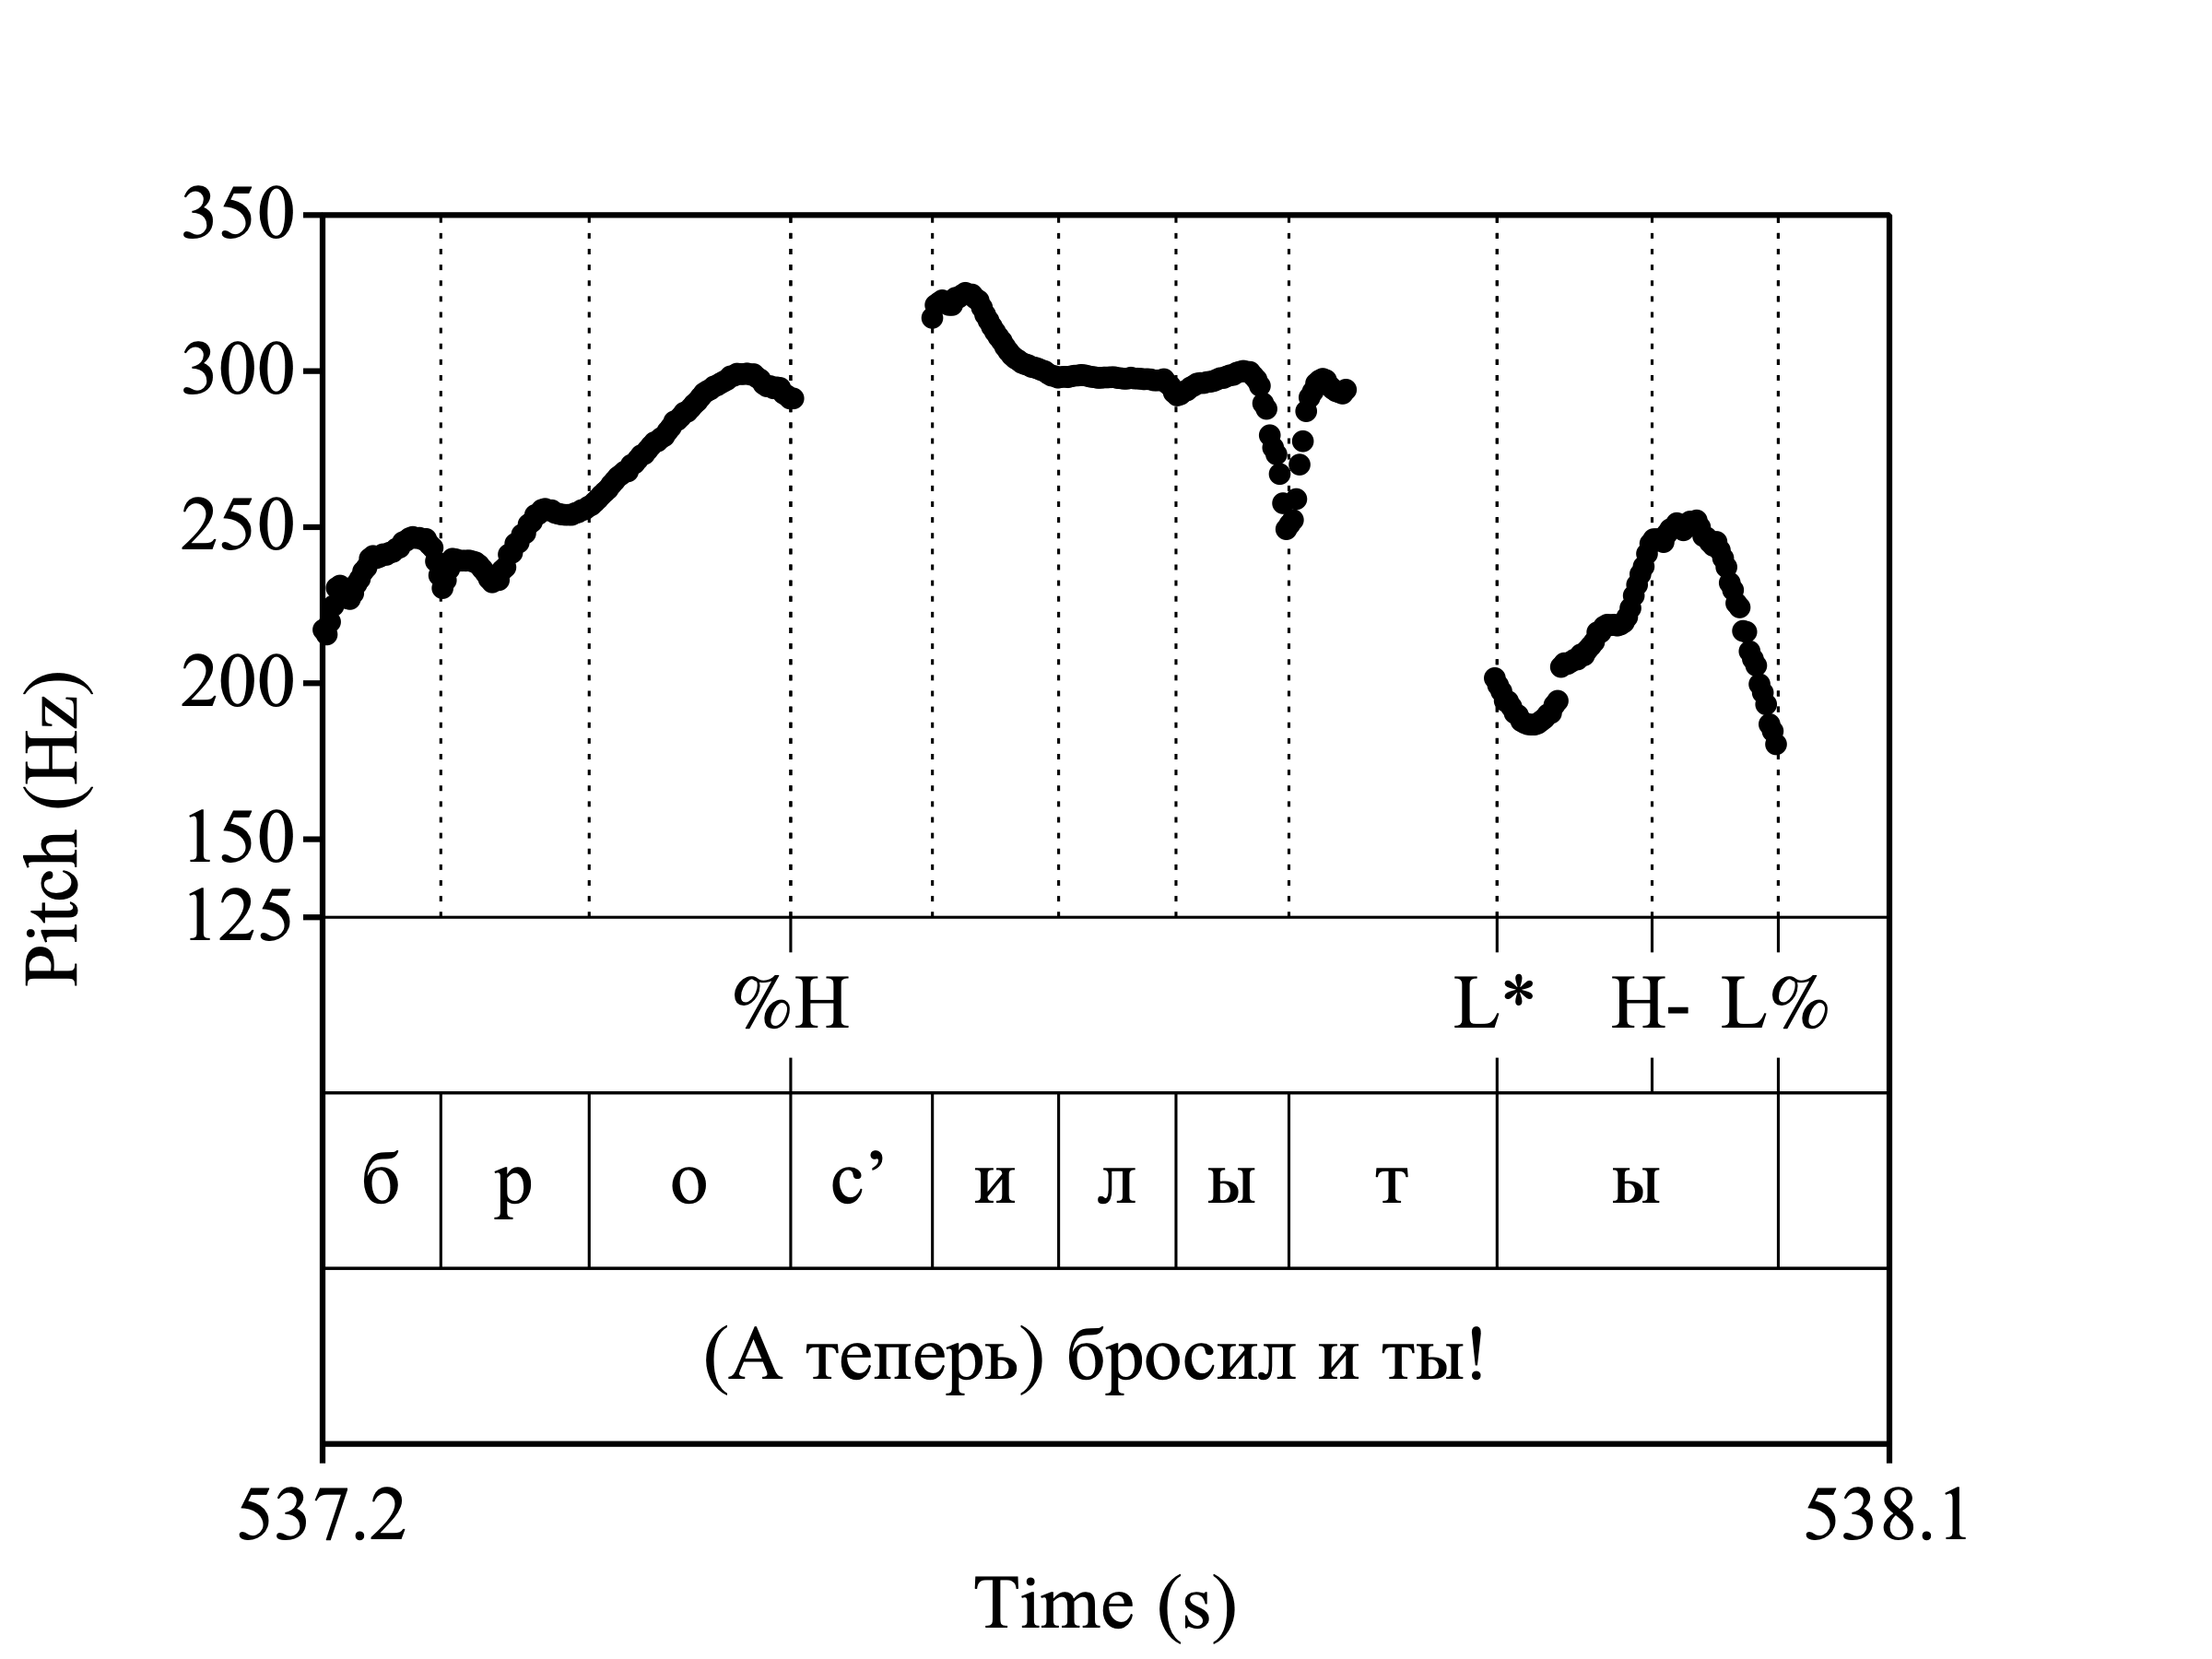 Pitch (Hz)
350
300
250
200
150
125
%H L* H- L%
б р о с’ и л ы т ы
(А теперь) бросил и ты!
537.2 538.1
Time (s)